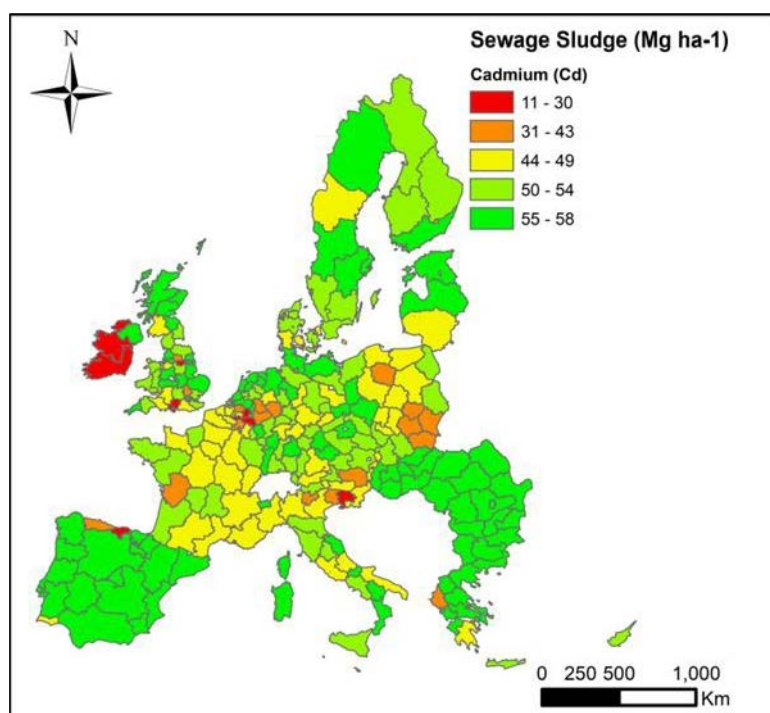 N
Sewage Sludge (Mg ha-1)
Cadmium (Cd)
11 - 30
31 - 43
44 - 49
50 - 54
55 - 58
0 250 500 1,000
Km